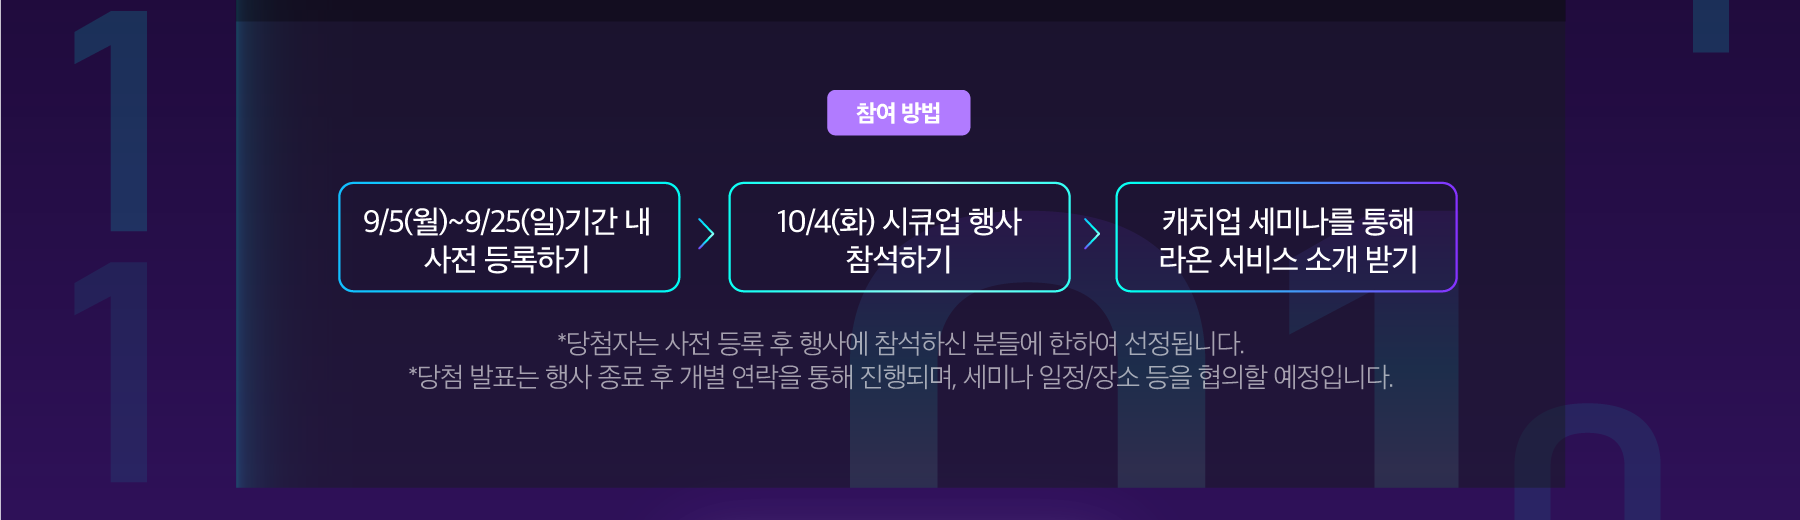 참여 방법
9/5(월)~9/25(일)기간 내
사전 등록하기
10/4(화) 시큐업 행사
참석하기
캐치업 세미나를 통해
라온 서비스 소개 받기
*당첨자는 사전 등록 후 행사에 참석하신 분들에 한하여 선정됩니다.
*당첨 발표는 행사 종료 후 개별 연락을 통해 진행되며, 세미나 일정/장소 등을 협의할 예정입니다.